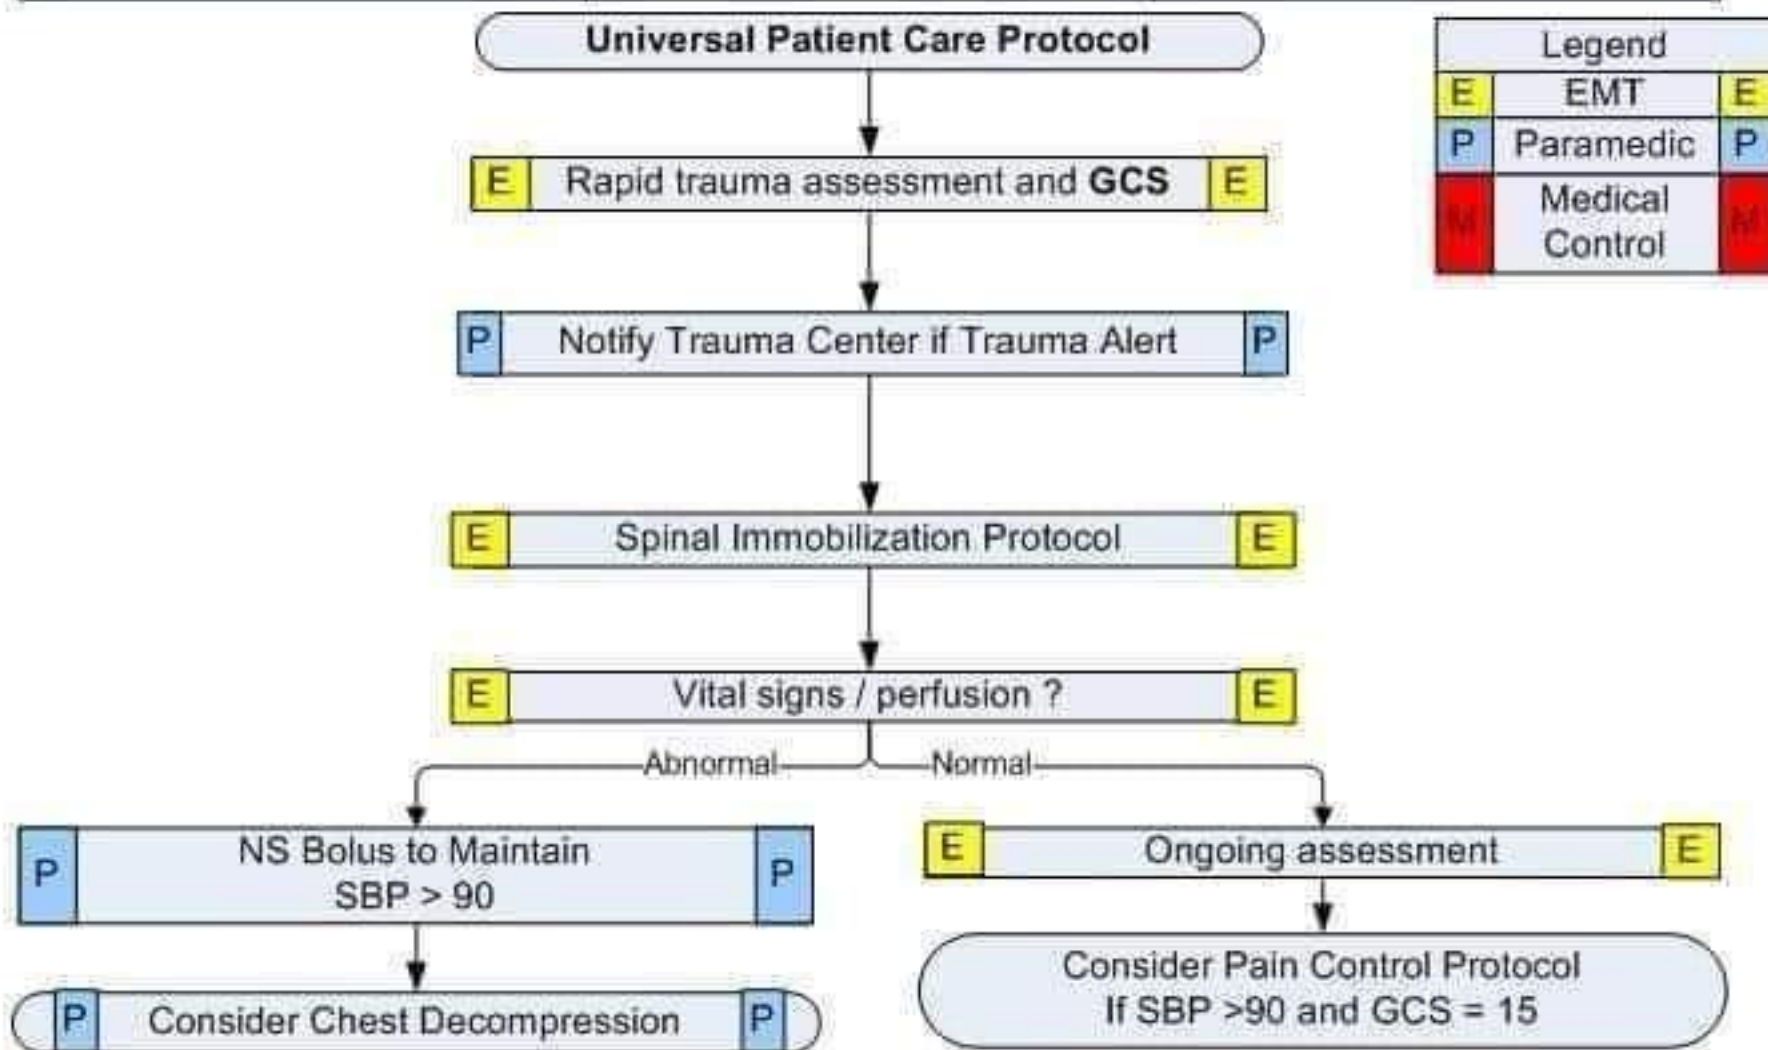 Universal Patient Care Protocol
Legend
E EMT E
P Paramedic P
M Medical Control M
E Rapid trauma assessment and GCS E
P Notify Trauma Center if Trauma Alert P
E Spinal Immobilization Protocol E
E Vital signs / perfusion ? E
Abnormal
Normal
P NS Bolus to Maintain P
SBP > 90
P Consider Chest Decompression P
E Ongoing assessment E
Consider Pain Control Protocol
If SBP >90 and GCS = 15